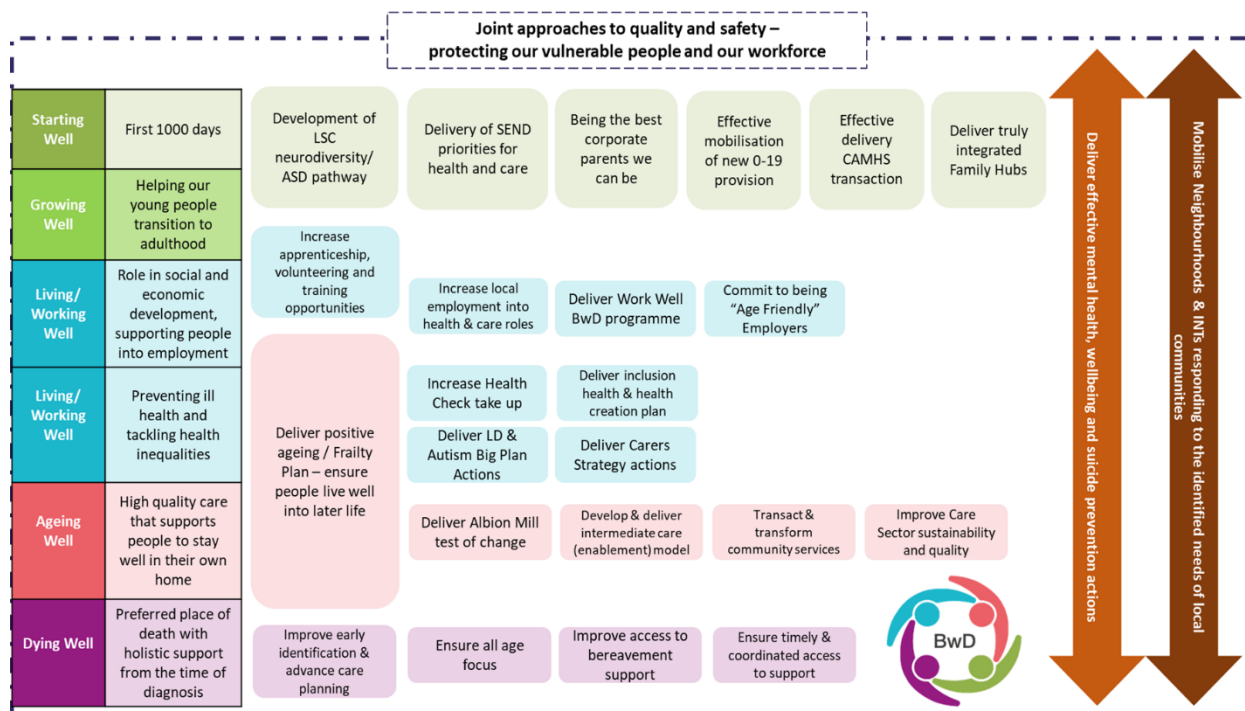 Joint approaches to quality and safety –
protecting our vulnerable people and our workforce
Starting
Well
First 1000 days
Development of
LSC
neurodiversity/
ASD pathway
Delivery of SEND
priorities for
health and care
Being the best
corporate
parents we
can be
Effective
mobilisation
of new 0-19
provision
Effective
delivery
CAMHS
transaction
Deliver truly
integrated
Family Hubs
Growing
Well
Helping our
young people
transition to
adulthood
Increase
apprenticeship,
volunteering and
training
opportunities
Living/
Working
Well
Role in social and
economic
development,
supporting people
into employment
Increase local
employment into
health & care roles
Deliver Work Well
BwD programme
Commit to being
“Age Friendly”
Employers
Living/
Working
Well
Preventing ill
health and
tackling health
inequalities
Deliver positive
ageing / Frailty
Plan – ensure
people live well
into later life
Increase Health
Check take up
Deliver inclusion
health & health
creation plan
Deliver LD &
Autism Big Plan
Actions
Deliver Carers
Strategy actions
Ageing
Well
High quality care
that supports
people to stay
well in their own
home
Deliver Albion Mill
test of change
Develop & deliver
intermediate care
(enablement) model
Transact &
transform
community services
Improve Care
Sector sustainability
and quality
Dying Well
Preferred place of
death with
holistic support
from the time of
diagnosis
Improve early
identification &
advance care
planning
Ensure all age
focus
Improve access to
bereavement
support
Ensure timely &
coordinated access
to support
BwD
Deliver effective mental health, wellbeing and suicide prevention actions
Mobilise Neighbourhoods & INTs responding to the identified needs of local
communities